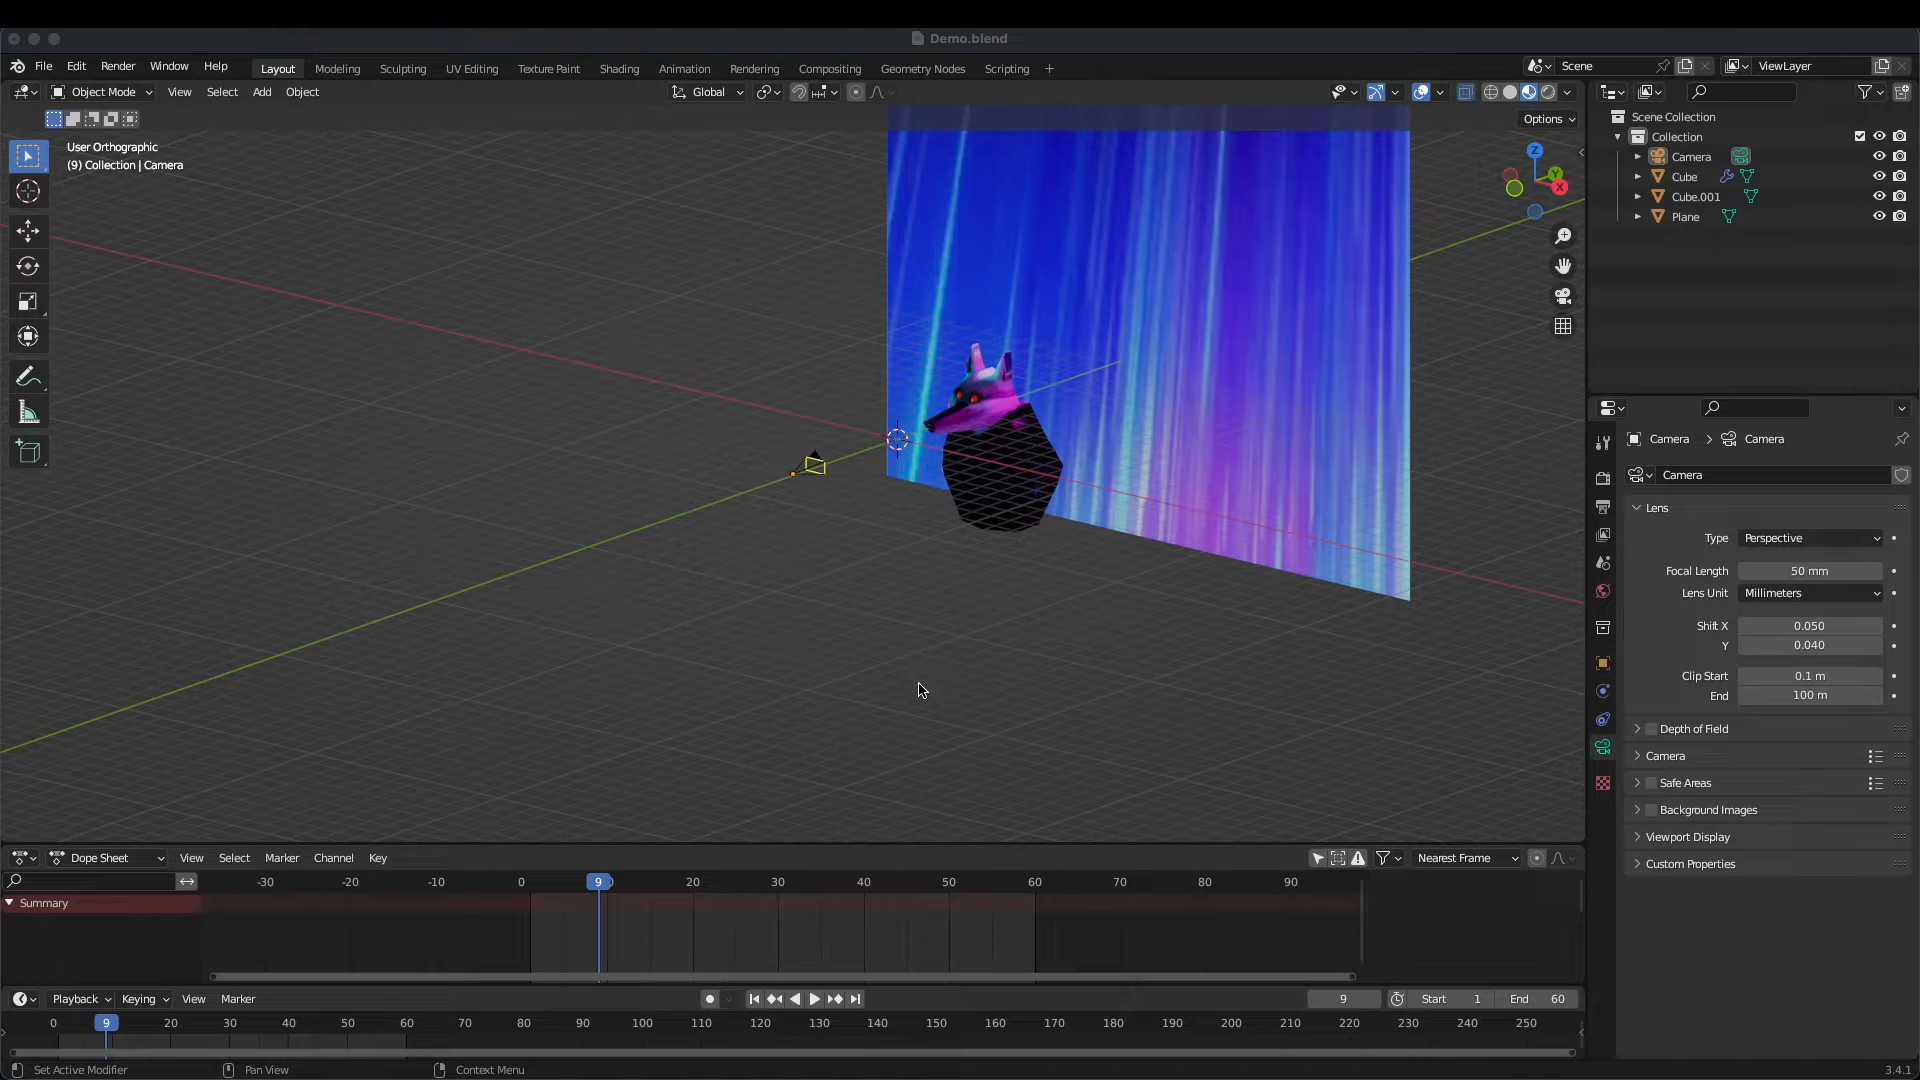 Demo.blend
File Edit Render Window Help Layout Modeling Sculpting UV Editing Texture Paint Shading Animation Rendering Compositing Geometry Nodes Scripting + Scene ViewLayer
Object Mode View Select Add Object Global
Options
User Orthographic
(9) Collection | Camera
Z
Y
X
Scene Collection
Collection
Camera
Cube
Cube.001
Plane
Camera > Camera
Camera
Lens
Type Perspective
Focal Length 50 mm
Lens Unit Millimeters
Shift X 0.050
Y 0.040
Clip Start 0.1 m
End 100 m
Depth of Field
Camera
Safe Areas
Background Images
Viewport Display
Custom Properties
Dope Sheet View Select Marker Channel Key Nearest Frame
-30 -20 -10 0 9 20 30 40 50 60 70 80 90
Summary
Playback Keying View Marker 9 Start 1 End 60
0 9 20 30 40 50 60 70 80 90 100 110 120 130 140 150 160 170 180 190 200 210 220 230 240 250
Set Active Modifier Pan View Context Menu 3.4.1